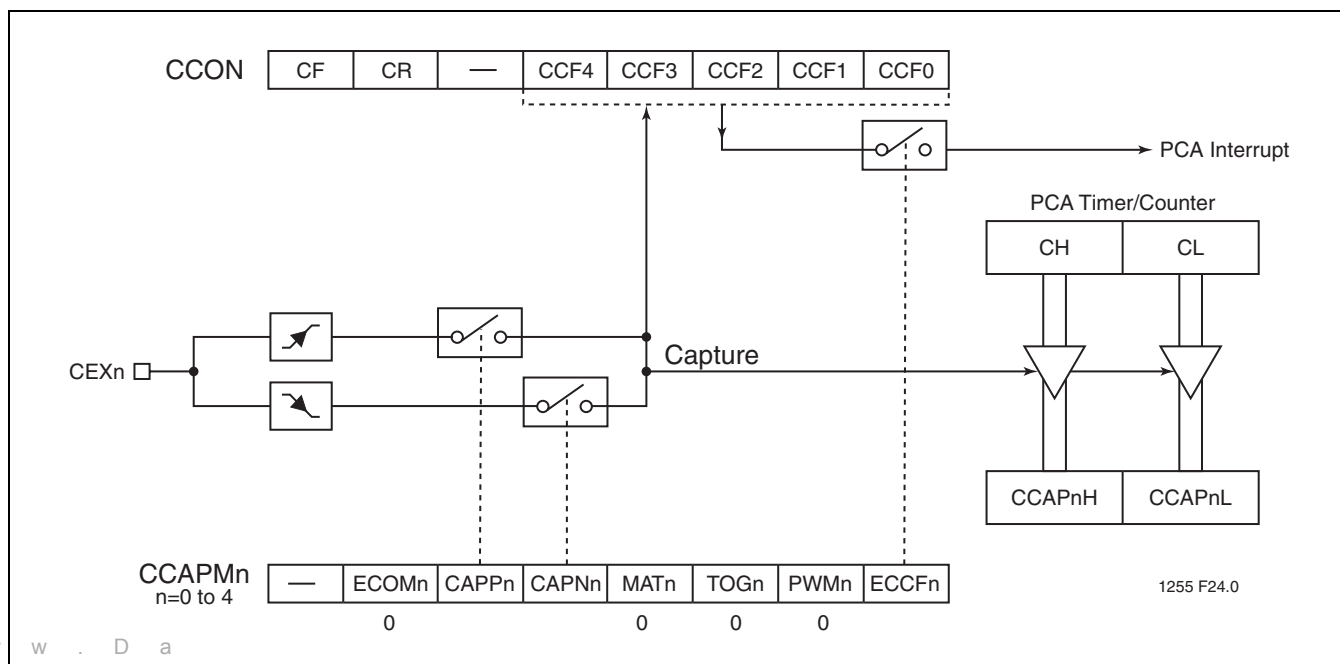 CCON CF CR — CCF4 CCF3 CCF2 CCF1 CCF0
PCA Interrupt
PCA Timer/Counter
CH CL
CEXn
Capture
CCAPnH CCAPnL
CCAPMn — ECOMn CAPPn CAPNn MATn TOGn PWMn ECCFn
n=0 to 4
0 0 0 0
1255 F24.0
w . D a